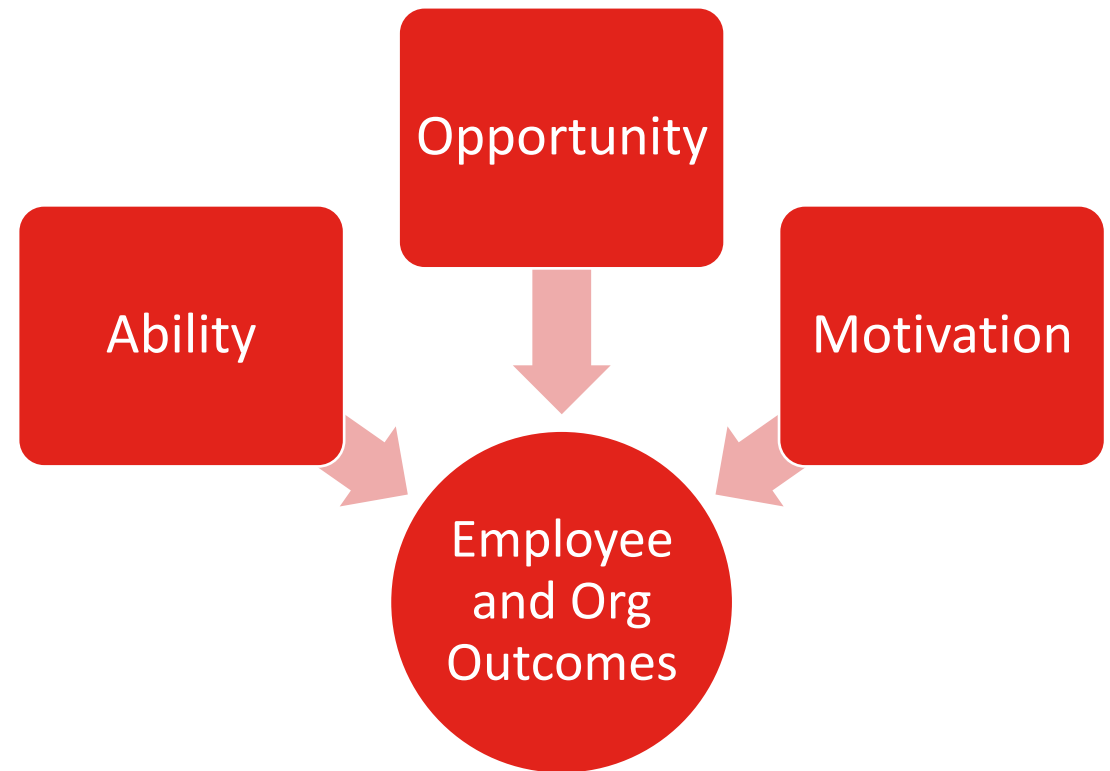 Opportunity
Ability
Motivation
Employee
and Org
Outcomes